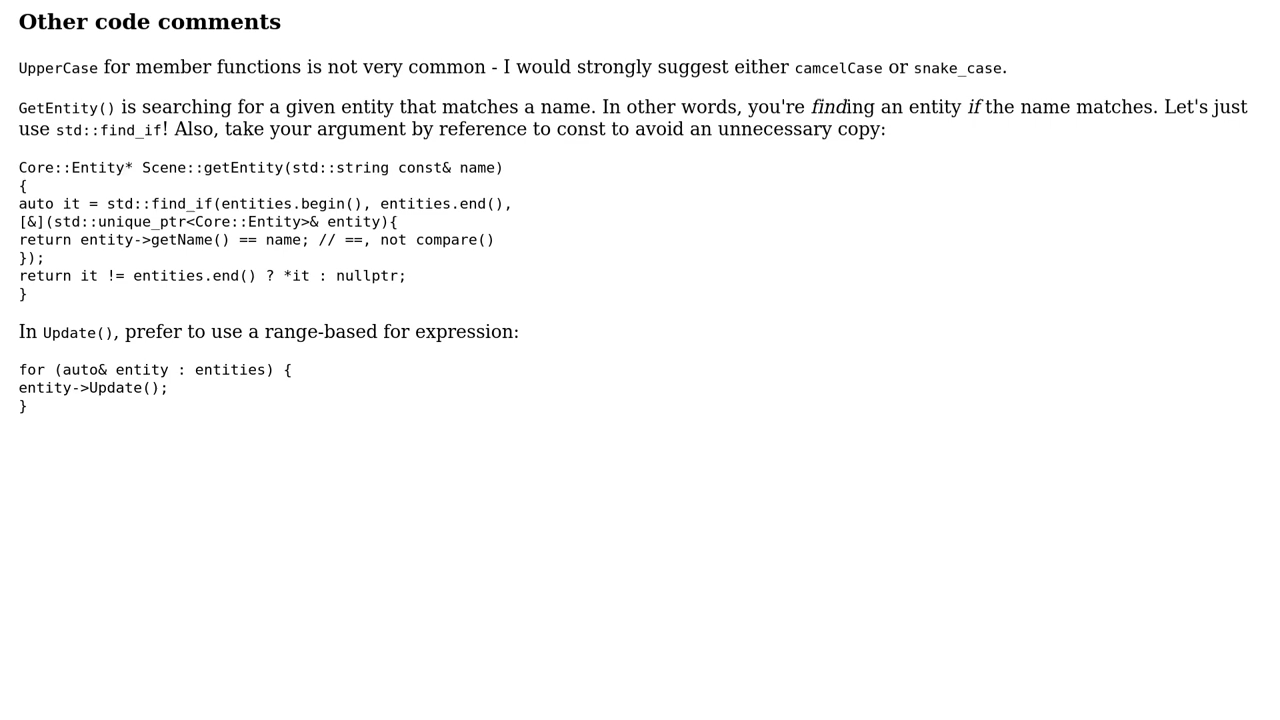 Other code comments
UpperCase for member functions is not very common - I would strongly suggest either camcelCase or snake_case.
GetEntity() is searching for a given entity that matches a name. In other words, you're finding an entity if the name matches. Let's just
use std::find_if! Also, take your argument by reference to const to avoid an unnecessary copy:
Core::Entity* Scene::getEntity(std::string const& name)
{
auto it = std::find_if(entities.begin(), entities.end(),
[&](std::unique_ptr<Core::Entity>& entity){
return entity->getName() == name; // ==, not compare()
});
return it != entities.end() ? *it : nullptr;
}
In Update(), prefer to use a range-based for expression:
for (auto& entity : entities) {
entity->Update();
}